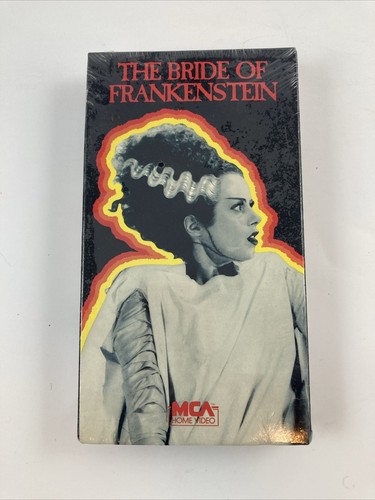 THE BRIDE OF
FRANKENSTEIN
MCA
HOME VIDEO